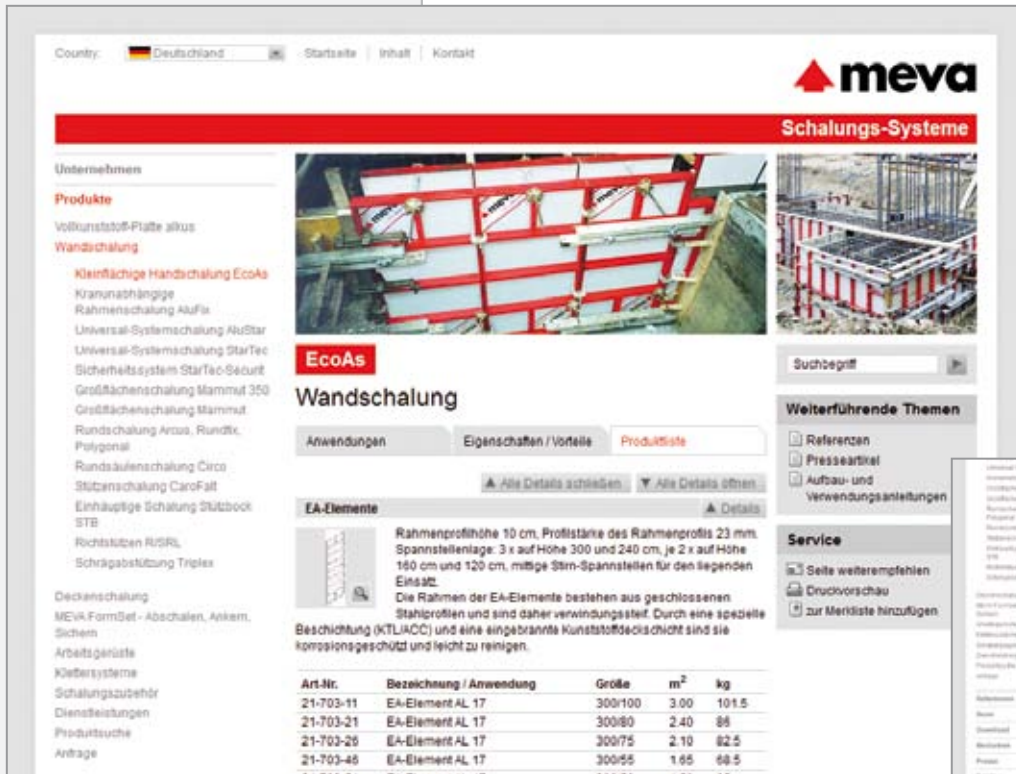 Country: Deutschland Startseite | Inhalt | Kontakt
meva
Schalungs-Systeme
Unternehmen
Produkte
Vollkunststoff-Platte alkus
Wandschalung
Kleinflächige Handschalung EcoAs
Kranunabhängige
Rahmenschalung AluFix
Universal-Systemschalung AluStar
Universal-Systemschalung StarTec
Sicherheitssystem StarTec-Securit
Großflächenschalung Mammut 350
Großflächenschalung Mammut
Rundschalung Arcus, Rundfix,
Polygonal
Rundsäulenschalung Circo
Stützenschalung CaroFalt
Einhäuptige Schalung Stützbock
STB
Richtstützen R/SRL
Schrägabstützung Triplex
Deckenschalung
MEVA FormSet - Abschalen, Ankern,
Sichern
Arbeitsgerüste
Klettersysteme
Schalungszubehör
Dienstleistungen
Produktsuche
Anfrage
meva
meva
EcoAs
Wandschalung
Anwendungen
Eigenschaften / Vorteile
Produktliste
Alle Details schließen
Alle Details öffnen
EA-Elemente
Details
Rahmenprofilhöhe 10 cm, Profilstärke des Rahmenprofils 23 mm.
Spannstellenlage: 3 x auf Höhe 300 und 240 cm, je 2 x auf Höhe
160 cm und 120 cm, mittige Stirn-Spannstellen für den liegenden
Einsatz.
Die Rahmen der EA-Elemente bestehen aus geschlossenen
Stahlprofilen und sind daher verwindungssteif. Durch eine spezielle
Beschichtung (KTL/ACC) und eine eingebrannte Kunststoffdeckschicht sind sie
korrosionsgeschützt und leicht zu reinigen.
Art-Nr. Bezeichnung / Anwendung Größe m² kg
21-703-11 EA-Element AL 17 300/100 3.00 101.5
21-703-21 EA-Element AL 17 300/80 2.40 86
21-703-26 EA-Element AL 17 300/75 2.10 82.5
21-703-46 EA-Element AL 17 300/55 1.65 68.5
Suchbegriff
Weiterführende Themen
Referenzen
Presseartikel
Aufbau- und
Verwendungsanleitungen
Service
Seite weiterempfehlen
Druckvorschau
zur Merkliste hinzufügen